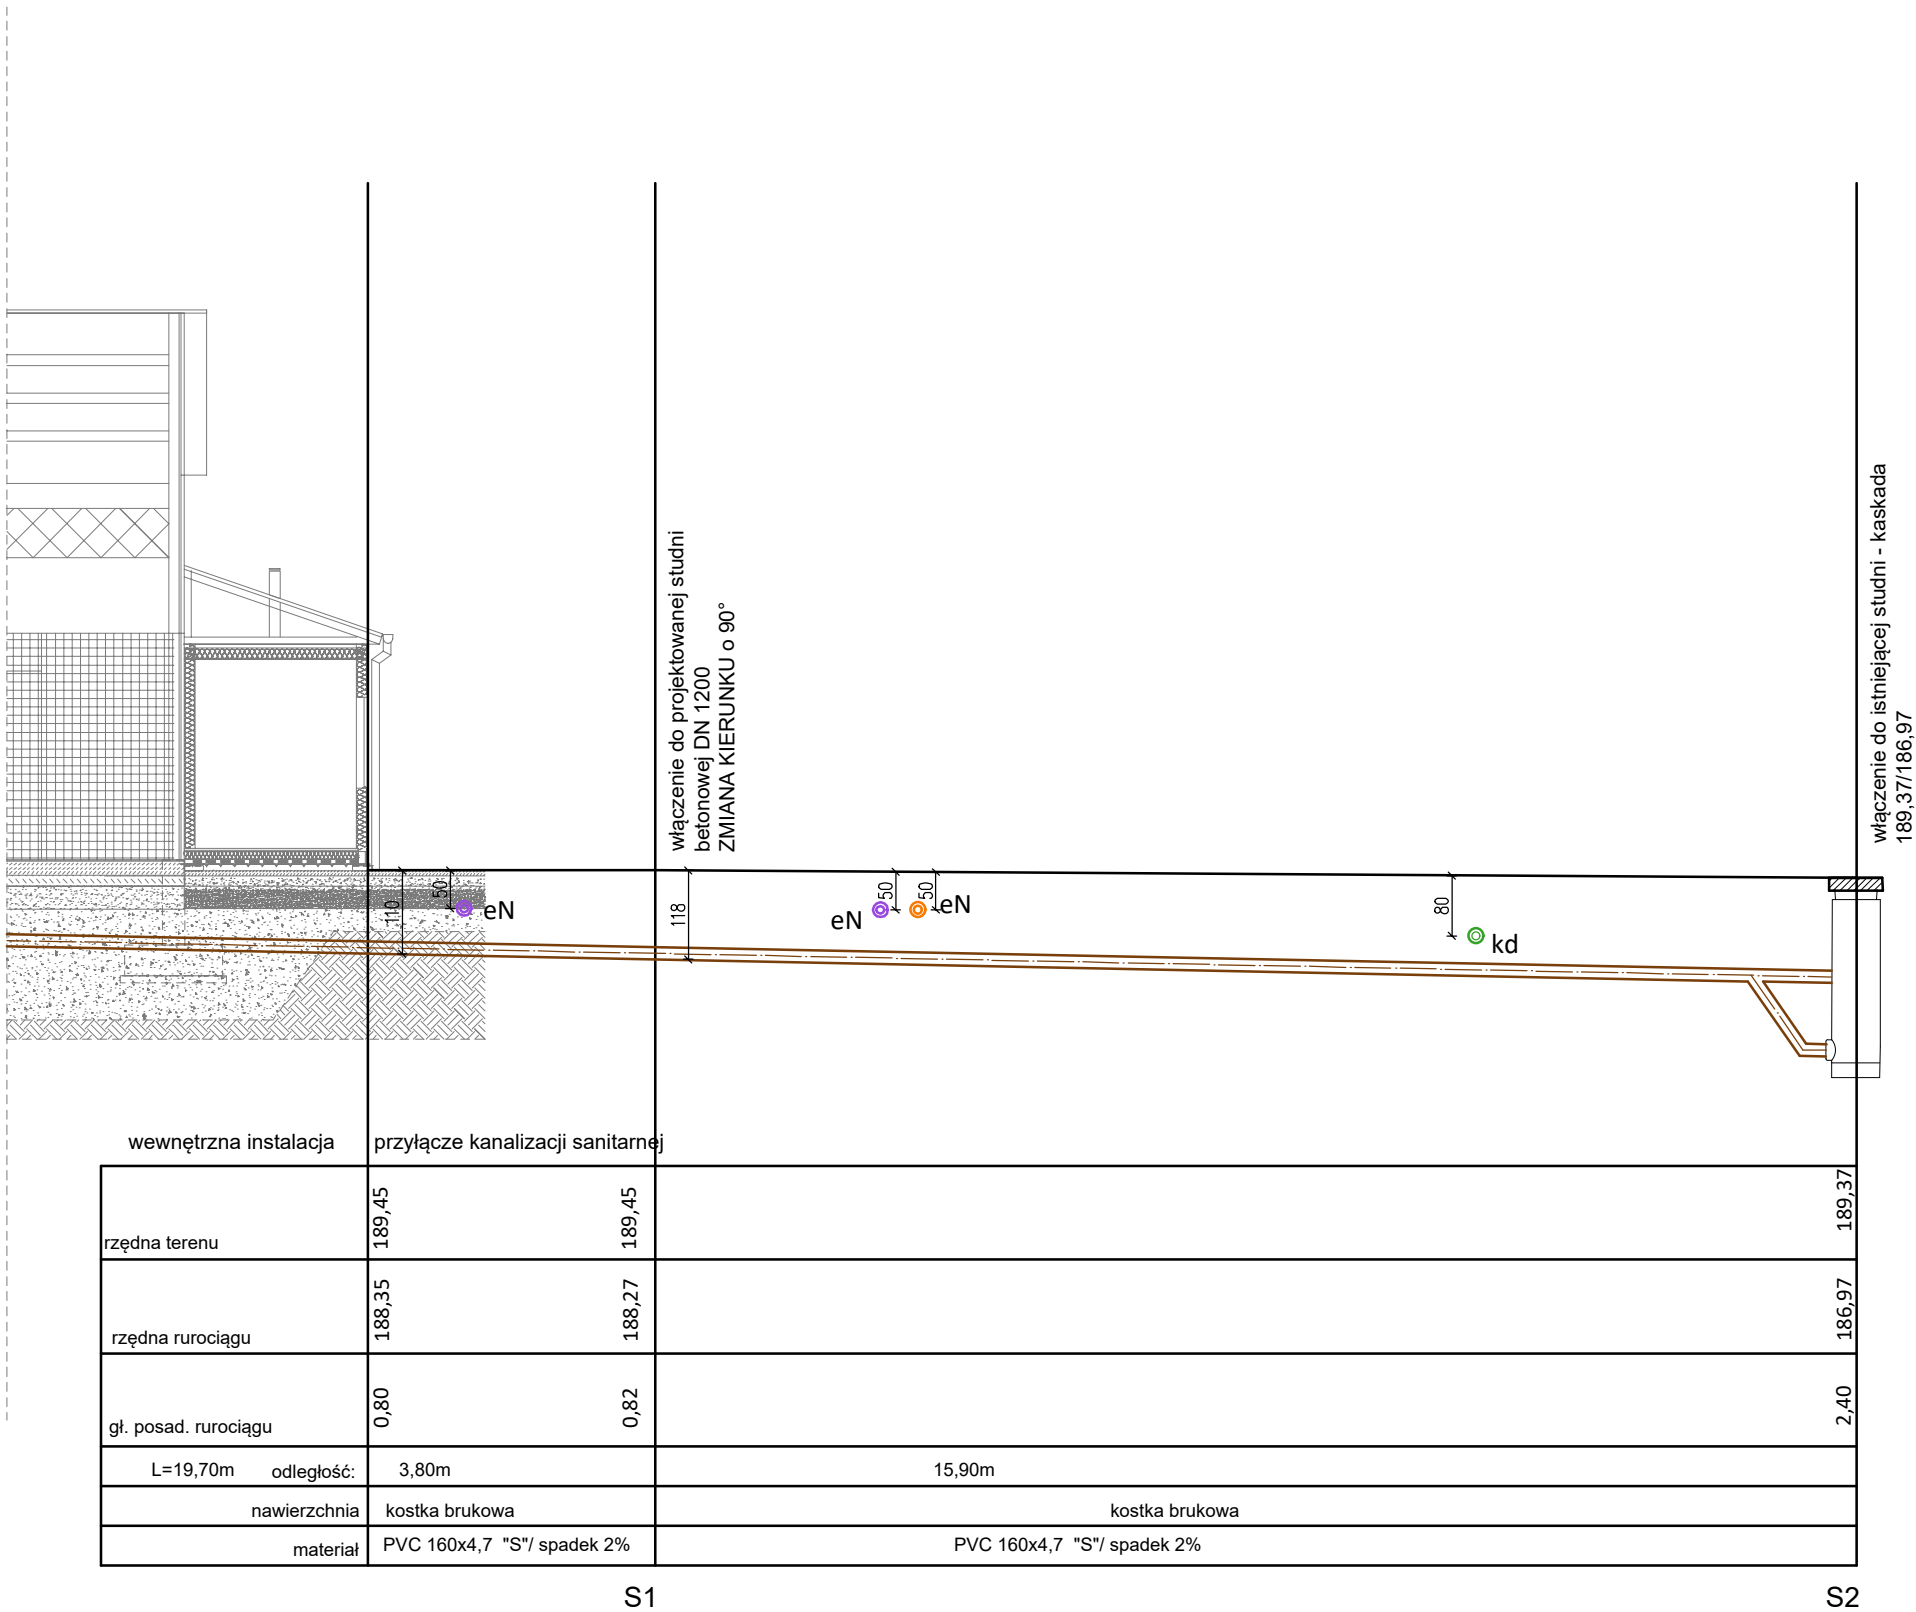 włączenie do projektowanej studni
betonowej DN 1200
ZMIANA KIERUNKU o 90°
włączenie do istniejącej studni - kaskada
189,37/186,97
110
50
eN
118
eN
50
50
eN
80
kd
wewnętrzna instalacja
przyłącze kanalizacji sanitarnej
rzędna terenu
189,45
189,45
189,37
rzędna rurociągu
188,35
188,27
186,97
gł. posad. rurociągu
0,80
0,82
2,40
L=19,70m odległość:
3,80m
15,90m
nawierzchnia
kostka brukowa
kostka brukowa
materiał
PVC 160x4,7 "S"/ spadek 2%
PVC 160x4,7 "S"/ spadek 2%
S1
S2